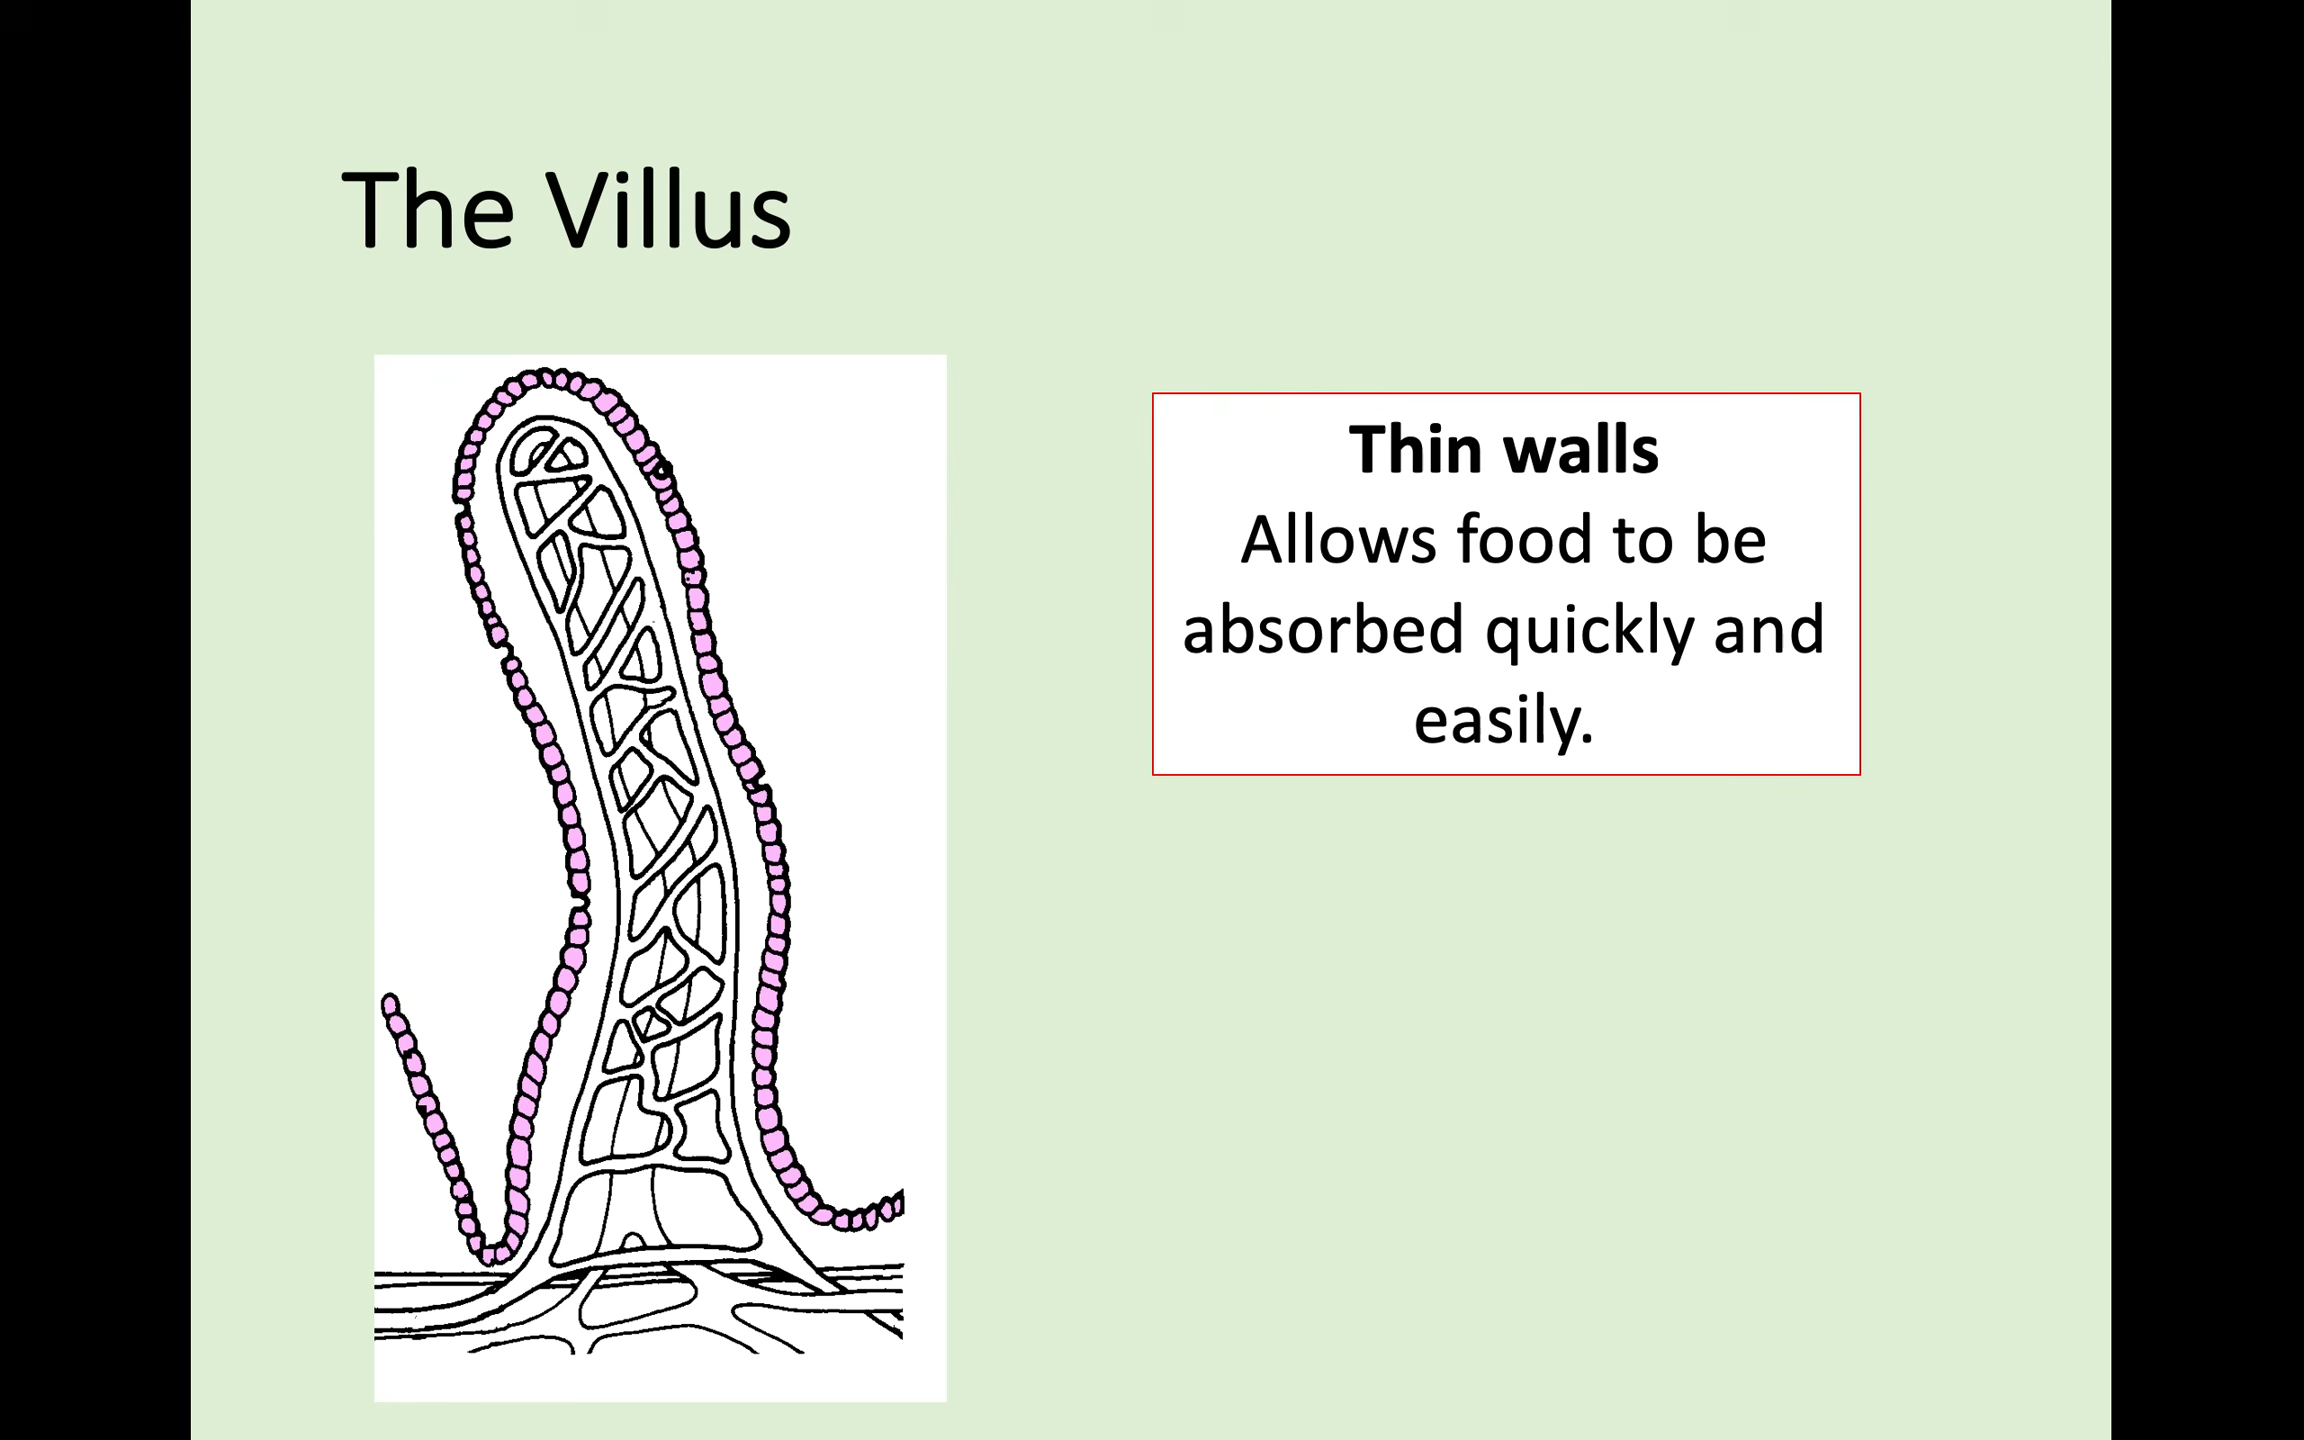 The Villus
Thin walls
Allows food to be
absorbed quickly and
easily.